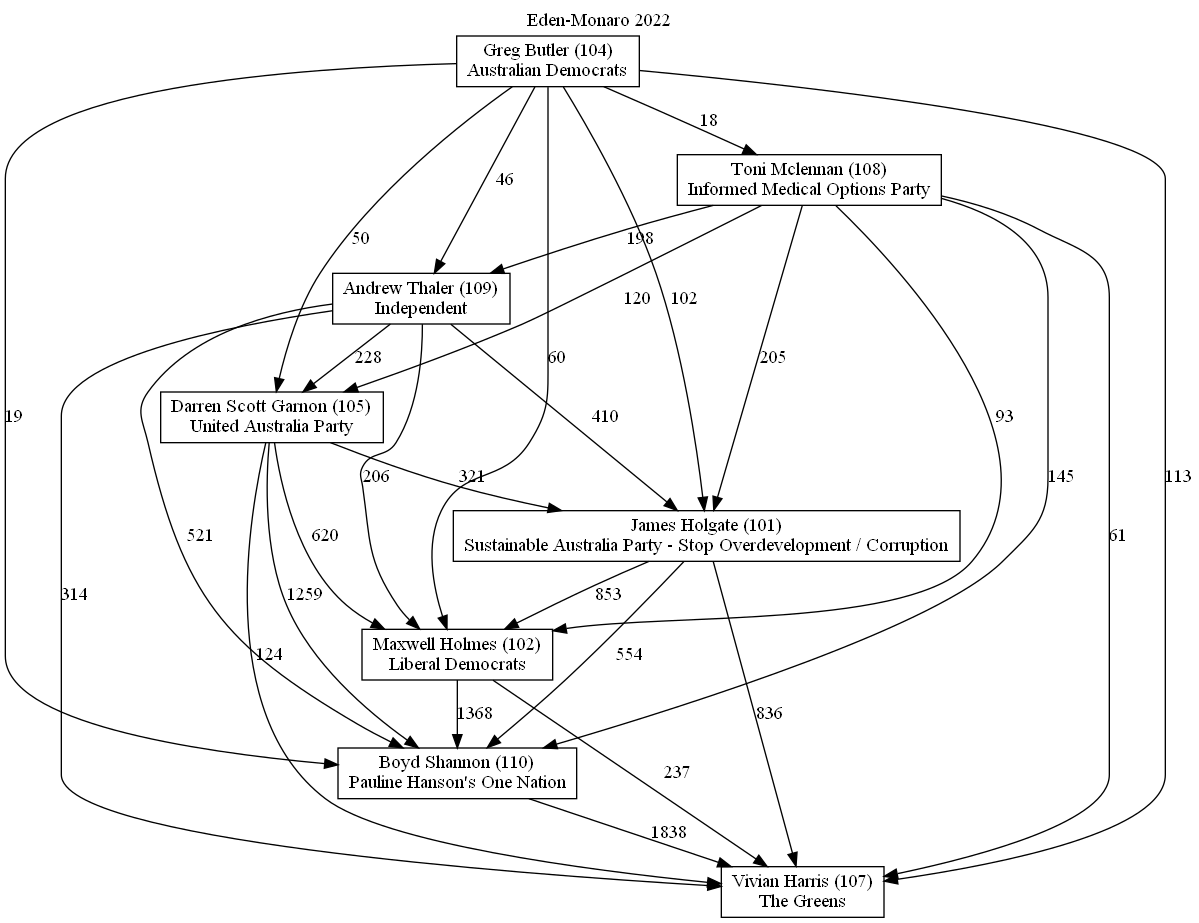 Eden-Monaro 2022
Greg Butler (104)
Australian Democrats
18
Toni Mclennan (108)
Informed Medical Options Party
46
50
198
Andrew Thaler (109)
Independent
120
102
228
60
205
Darren Scott Garnon (105)
United Australia Party
19
410
93
206
321
145
113
James Holgate (101)
Sustainable Australia Party - Stop Overdevelopment / Corruption
521
620
61
314
1259
853
Maxwell Holmes (102)
Liberal Democrats
124
554
1368
836
Boyd Shannon (110)
Pauline Hanson's One Nation
237
1838
Vivian Harris (107)
The Greens